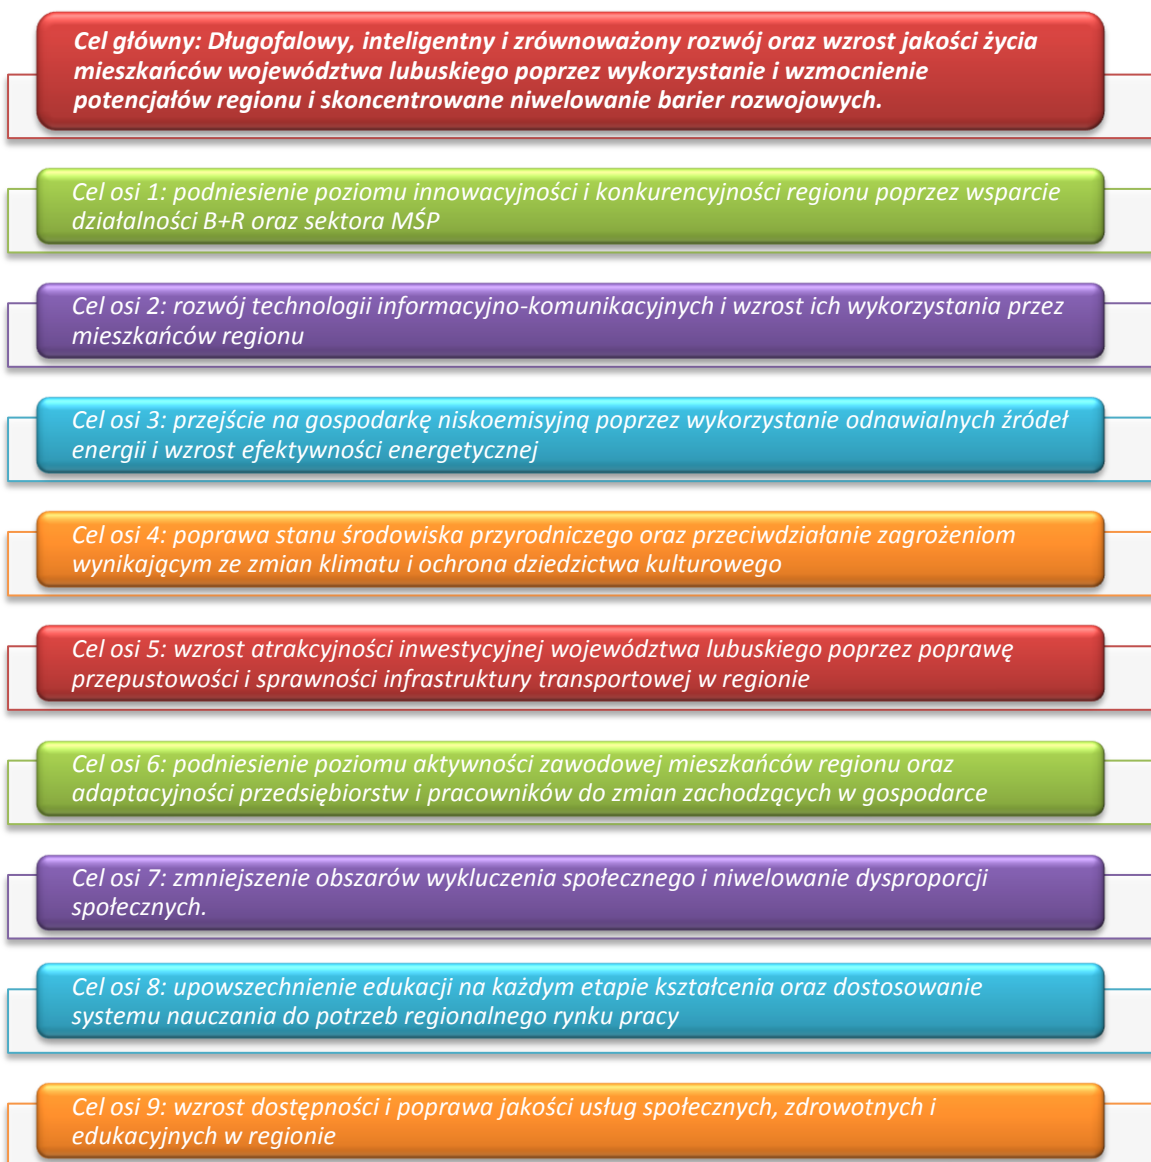 Cel główny: Długofalowy, inteligentny i zrównoważony rozwój oraz wzrost jakości życia
mieszkańców województwa lubuskiego poprzez wykorzystanie i wzmocnienie
potencjałów regionu i skoncentrowane niwelowanie barier rozwojowych.
Cel osi 1: podniesienie poziomu innowacyjności i konkurencyjności regionu poprzez wsparcie
działalności B+R oraz sektora MŚP
Cel osi 2: rozwój technologii informacyjno-komunikacyjnych i wzrost ich wykorzystania przez
mieszkańców regionu
Cel osi 3: przejście na gospodarkę niskoemisyjną poprzez wykorzystanie odnawialnych źródeł
energii i wzrost efektywności energetycznej
Cel osi 4: poprawa stanu środowiska przyrodniczego oraz przeciwdziałanie zagrożeniom
wynikającym ze zmian klimatu i ochrona dziedzictwa kulturowego
Cel osi 5: wzrost atrakcyjności inwestycyjnej województwa lubuskiego poprzez poprawę
przepustowości i sprawności infrastruktury transportowej w regionie
Cel osi 6: podniesienie poziomu aktywności zawodowej mieszkańców regionu oraz
adaptacyjności przedsiębiorstw i pracowników do zmian zachodzących w gospodarce
Cel osi 7: zmniejszenie obszarów wykluczenia społecznego i niwelowanie dysproporcji
społecznych.
Cel osi 8: upowszechnienie edukacji na każdym etapie kształcenia oraz dostosowanie
systemu nauczania do potrzeb regionalnego rynku pracy
Cel osi 9: wzrost dostępności i poprawa jakości usług społecznych, zdrowotnych i
edukacyjnych w regionie